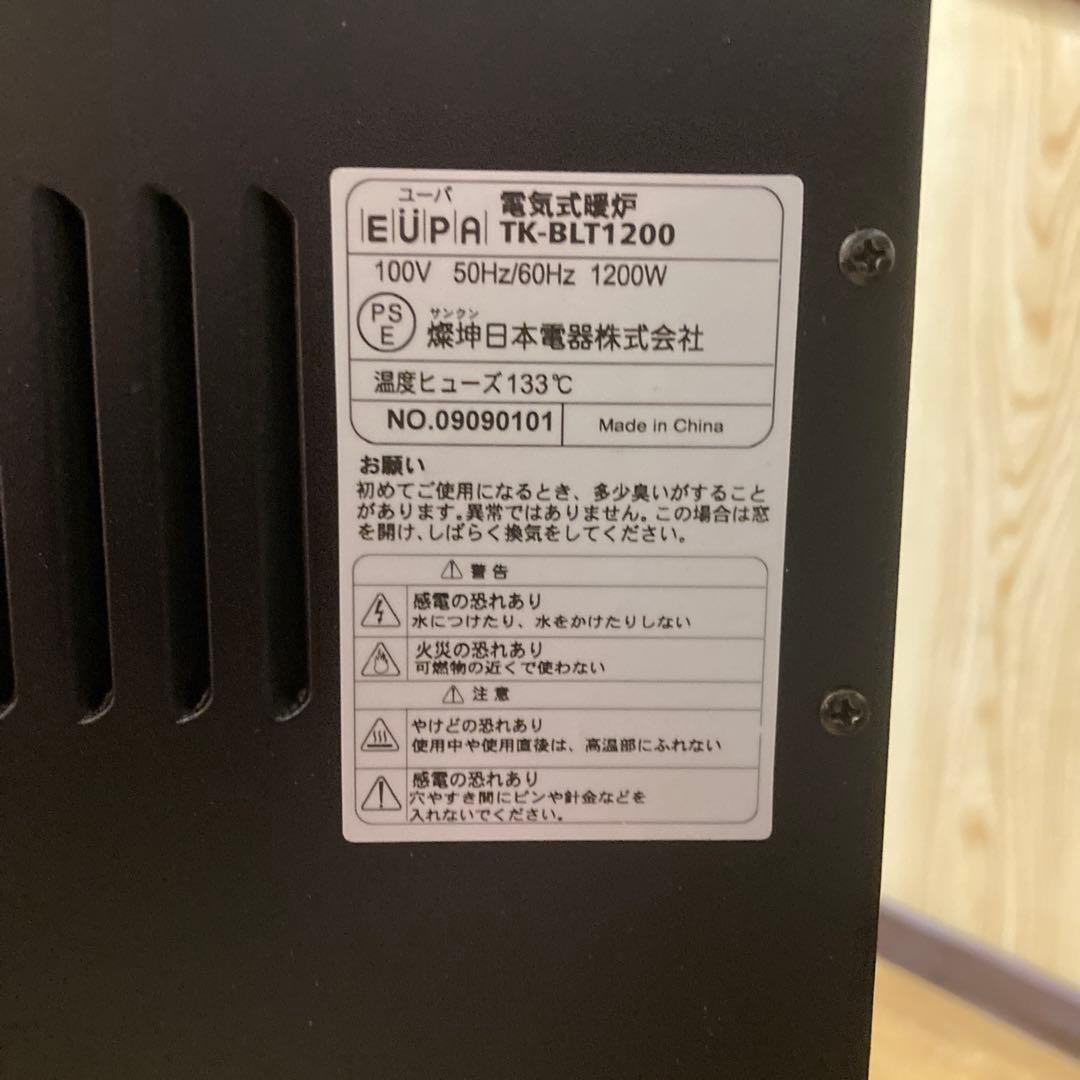 ユーパ
EÜPA 電気式暖炉
TK-BLT1200
100V 50Hz/60Hz 1200W
PS
E
サンクン
燦坤日本電器株式会社
温度ヒューズ133℃
NO.09090101 Made in China
お願い
初めてご使用になるとき、多少臭いがすること
があります。異常ではありません。この場合は窓
を開け、しばらく換気をしてください。
警告
感電の恐れあり
水につけたり、水をかけたりしない
火災の恐れあり
可燃物の近くで使わない
注意
やけどの恐れあり
使用中や使用直後は、高温部にふれない
感電の恐れあり
穴やすき間にピンや針金などを
入れないでください。